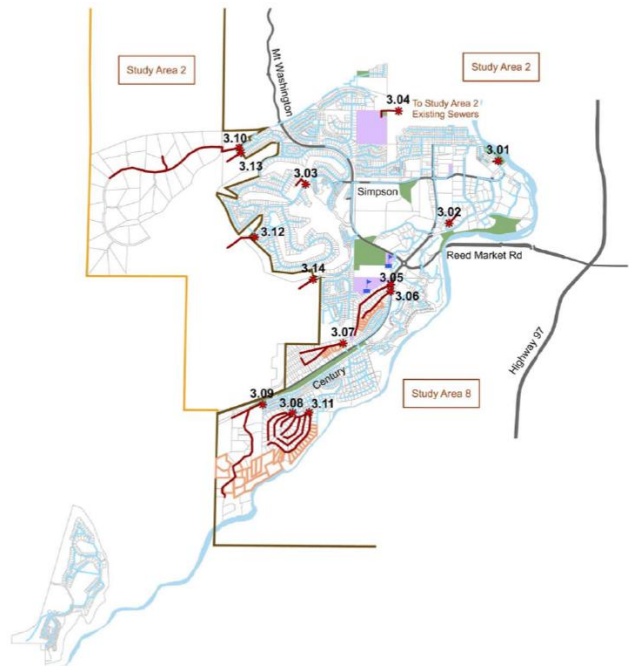 Study Area 2
Mt Washington
Study Area 2
3.04
To Study Area 2
Existing Sewers
3.10
3.13
3.01
3.03
Simpson
3.02
3.12
Reed Market Rd
3.14
3.05
3.06
3.07
Highway 97
Century
Study Area 8
3.09
3.08
3.11